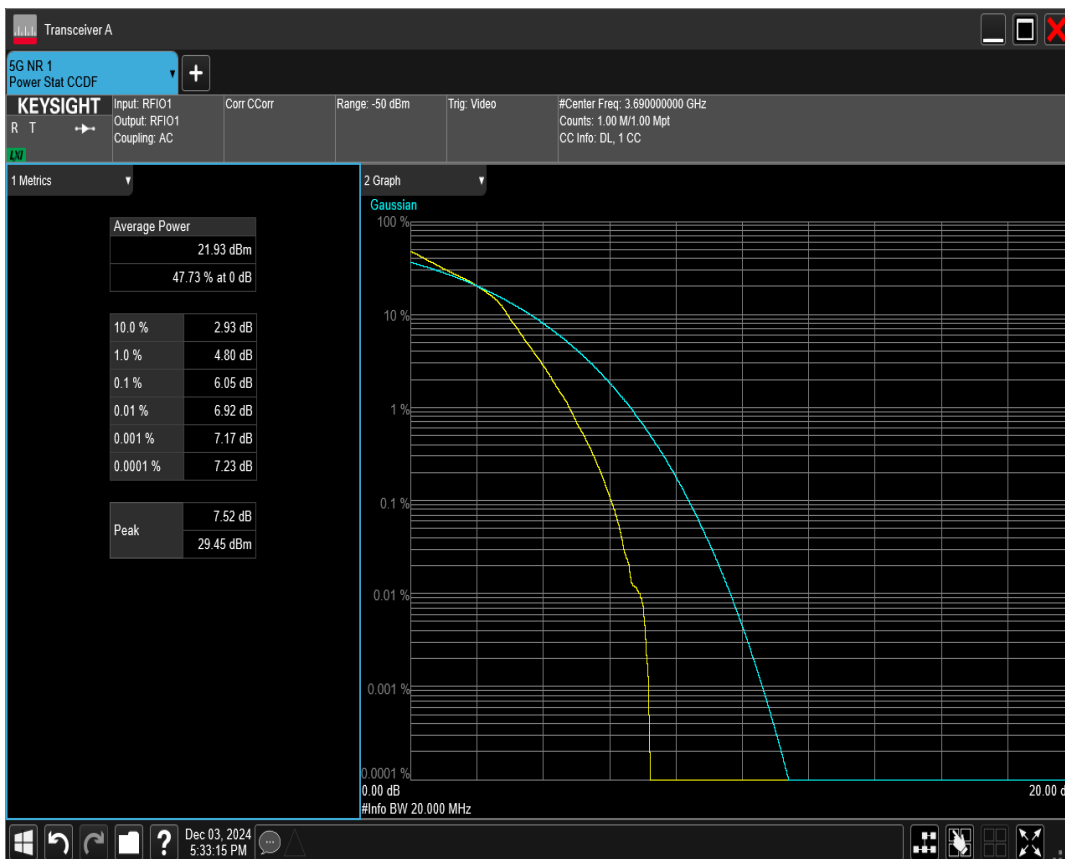 Transceiver A
5G NR 1
Power Stat CCDF
KEYSIGHT
R T
LXI
Input: RFIO1
Output: RFIO1
Coupling: AC
Corr CCorr
Range: -50 dBm
Trig: Video
#Center Freq: 3.690000000 GHz
Counts: 1.00 M/1.00 Mpt
CC Info: DL, 1 CC
1 Metrics
Average Power
21.93 dBm
47.73 % at 0 dB
10.0 % 2.93 dB
1.0 % 4.80 dB
0.1 % 6.05 dB
0.01 % 6.92 dB
0.001 % 7.17 dB
0.0001 % 7.23 dB
Peak
7.52 dB
29.45 dBm
2 Graph
Gaussian
100 %
10 %
1 %
0.1 %
0.01 %
0.001 %
0.0001 %
0.00 dB
20.00 d
#Info BW 20.000 MHz
?
Dec 03, 2024
5:33:15 PM